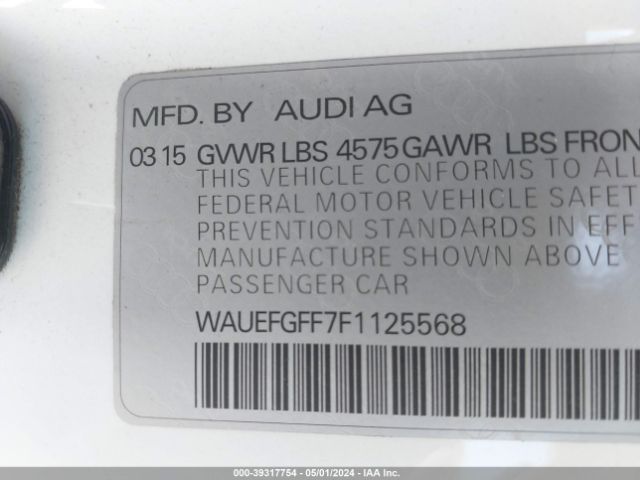 MFD. BY AUDI AG
03 15 GVWR LBS 4575 GAWR LBS FRON
THIS VEHICLE CONFORMS TO ALL
FEDERAL MOTOR VEHICLE SAFET
PREVENTION STANDARDS IN EFF
MANUFACTURE SHOWN ABOVE
PASSENGER CAR
WAUEFGFF7F1125568
000-39317754 - 05/01/2024 - IAA Inc.